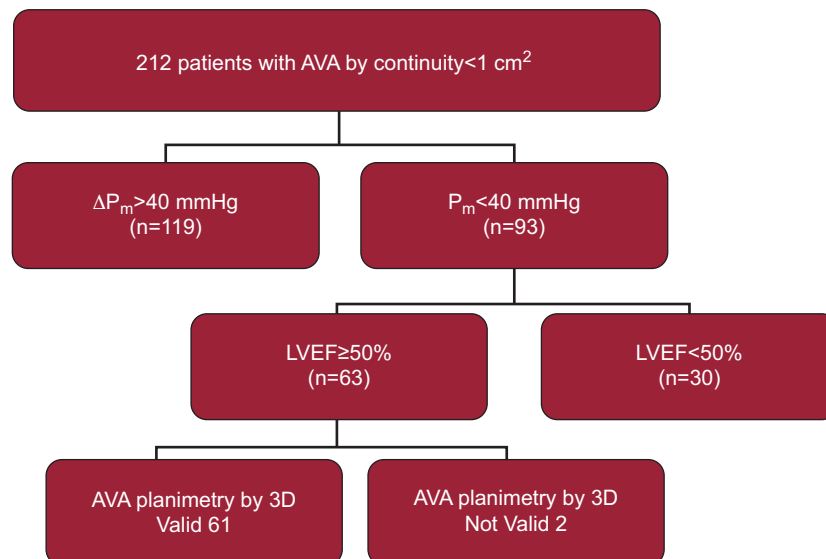 212 patients with AVA by continuity<1 cm²
ΔPm>40 mmHg
(n=119)
Pm<40 mmHg
(n=93)
LVEF≥50%
(n=63)
LVEF<50%
(n=30)
AVA planimetry by 3D
Valid 61
AVA planimetry by 3D
Not Valid 2